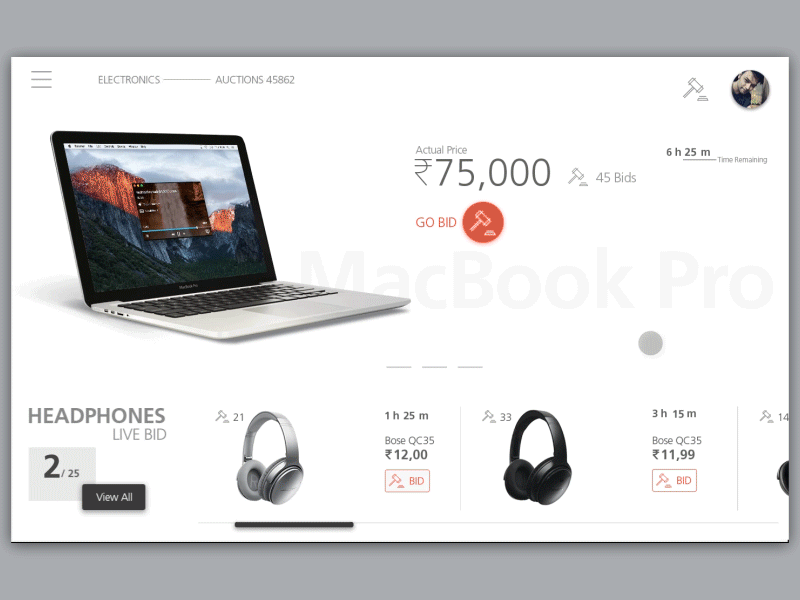 ELECTRONICS AUCTIONS 45862
Actual Price
₹75,000
45 Bids
6 h 25 m
Time Remaining
GO BID
MacBook Pro
HEADPHONES
LIVE BID
2/ 25
View All
21
1 h 25 m
Bose QC35
₹12,00
BID
33
3 h 15 m
Bose QC35
₹11,99
BID
14